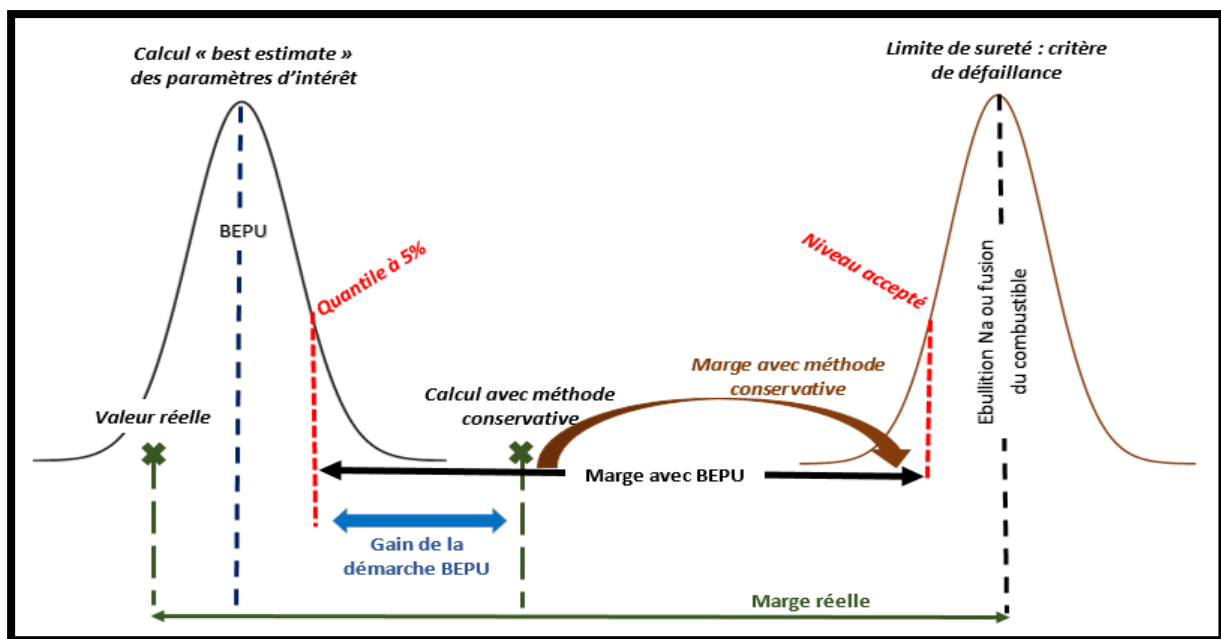 Calcul « best estimate »
des paramètres d’intérêt
Limite de sureté : critère
de défaillance
BEPU
Quantile à 5%
Niveau accepté
Ebullition Na ou fusion
du combustible
Marge avec méthode
conservative
Valeur réelle
Calcul avec méthode
conservative
Marge avec BEPU
Gain de la
démarche BEPU
Marge réelle